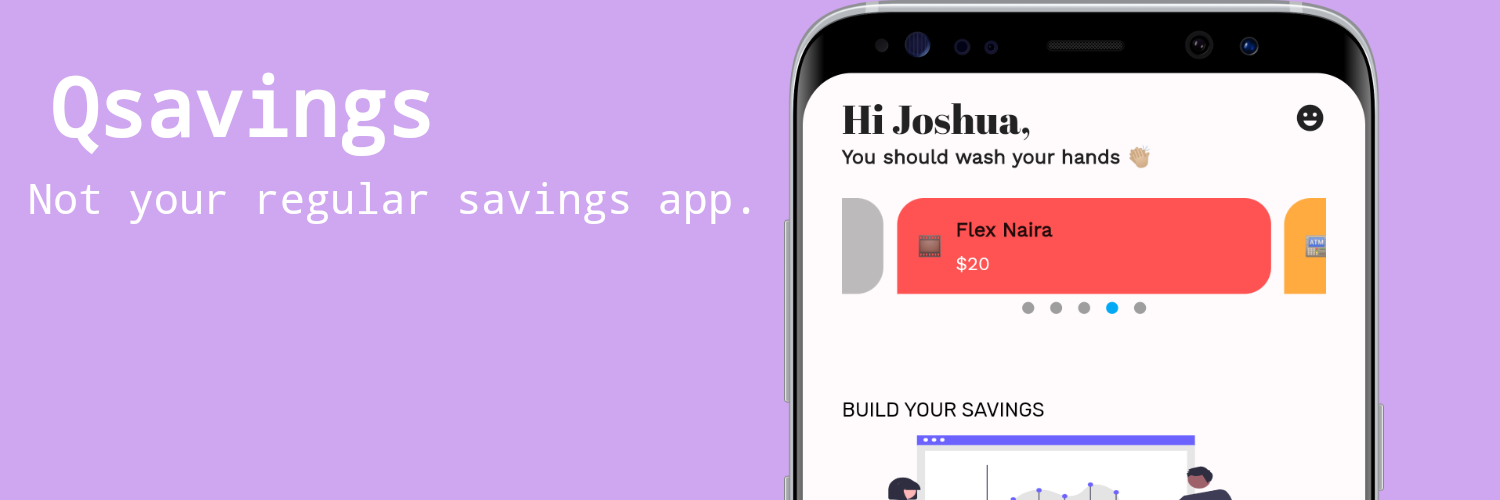 Qsavings
Not your regular savings app.
Hi Joshua,
You should wash your hands 👏🏼
Flex Naira
$20
ATM
BUILD YOUR SAVINGS